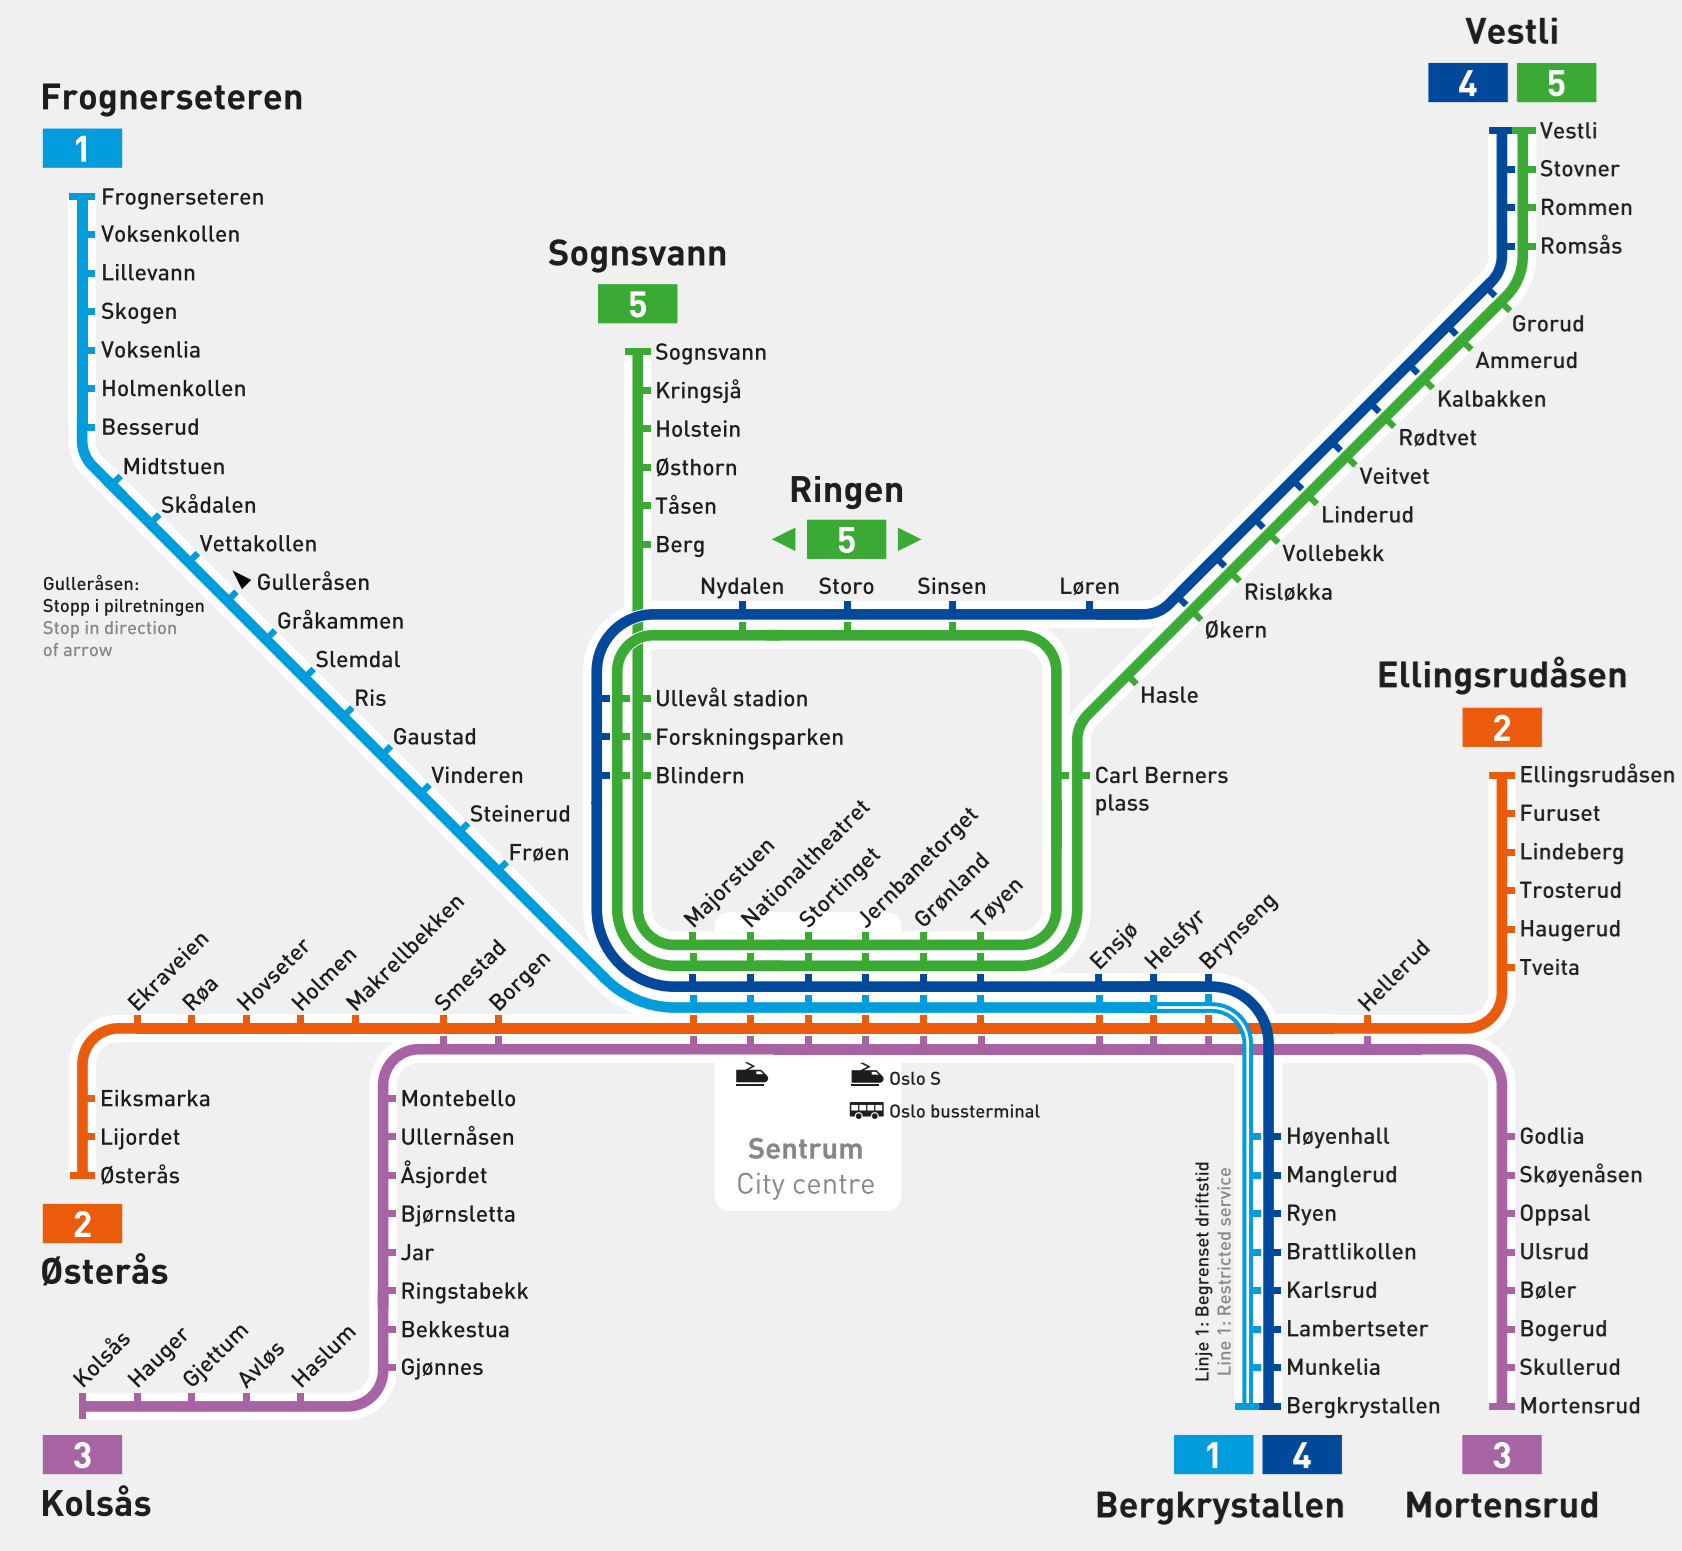 Vestli
4
5
Vestli
Stovner
Rommen
Romsås
Grorud
Ammerud
Kalbakken
Rødtvet
Veitvet
Linderud
Vollebekk
Risløkka
Økern
Hasle
Carl Berners
plass
Frognerseteren
1
Frognerseteren
Voksenkollen
Lillevann
Skogen
Voksenlia
Holmenkollen
Besserud
Midtstuen
Skådalen
Vettakollen
Gulleråsen
Gråkammen
Slemdal
Ris
Gaustad
Vinderen
Steinerud
Frøen
Gulleråsen:
Stopp i pilretningen
Stop in direction
of arrow
Sognsvann
5
Sognsvann
Kringsjå
Holstein
Østhorn
Tåsen
Berg
Ringen
5
Nydalen
Storo
Sinsen
Løren
Ullevål stadion
Forskningsparken
Blindern
Majorstuen
Nationaltheatret
Stortinget
Jernbanetorget
Grønland
Tøyen
Ensjø
Helsfyr
Brynseng
Hellerud
Ellingsrudåsen
2
Ellingsrudåsen
Furuset
Lindeberg
Trosterud
Haugerud
Tveita
Ekraveien
Røa
Hovseter
Holmen
Makrellbekken
Smestad
Borgen
Eiksmarka
Lijordet
Østerås
2
Østerås
Montebello
Ullernåsen
Åsjordet
Bjørnsletta
Jar
Ringstabekk
Bekkestua
Gjønnes
Kolsås
Hauger
Gjettum
Avløs
Haslum
3
Kolsås
Oslo S
Oslo bussterminal
Sentrum
City centre
Linje 1: Begrenset driftstid
Line 1: Restricted service
Høyenhall
Manglerud
Ryen
Brattlikollen
Karlsrud
Lambertseter
Munkelia
Bergkrystallen
1
4
Bergkrystallen
Godlia
Skøyenåsen
Oppsal
Ulsrud
Bøler
Bogerud
Skullerud
Mortensrud
3
Mortensrud